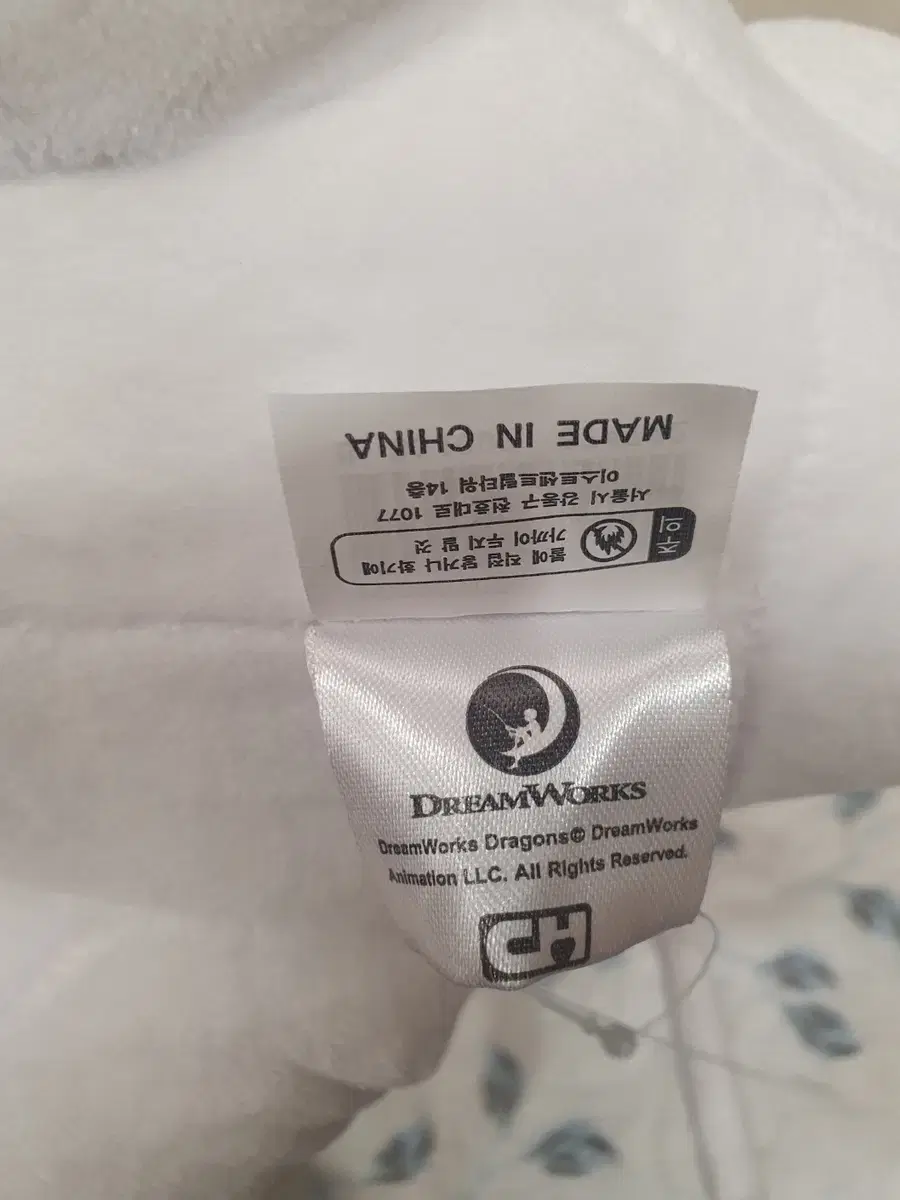 주의
불에 직접 닿거나 화기에
가까이 두지 말 것
서울시 강동구 천호대로 1077
이스트센트럴타워 14층
MADE IN CHINA
DREAMWORKS
DreamWorks Dragons© DreamWorks
Animation LLC. All Rights Reserved.